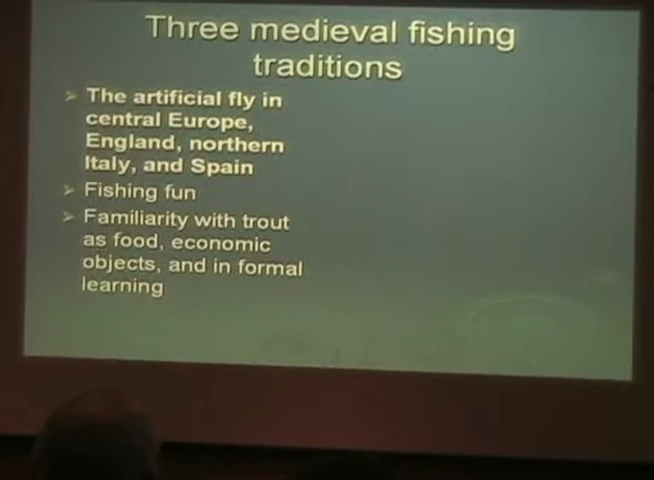 Three medieval fishing
traditions
➢ The artificial fly in
central Europe,
England, northern
Italy, and Spain
➢ Fishing fun
➢ Familiarity with trout
as food, economic
objects, and in formal
learning